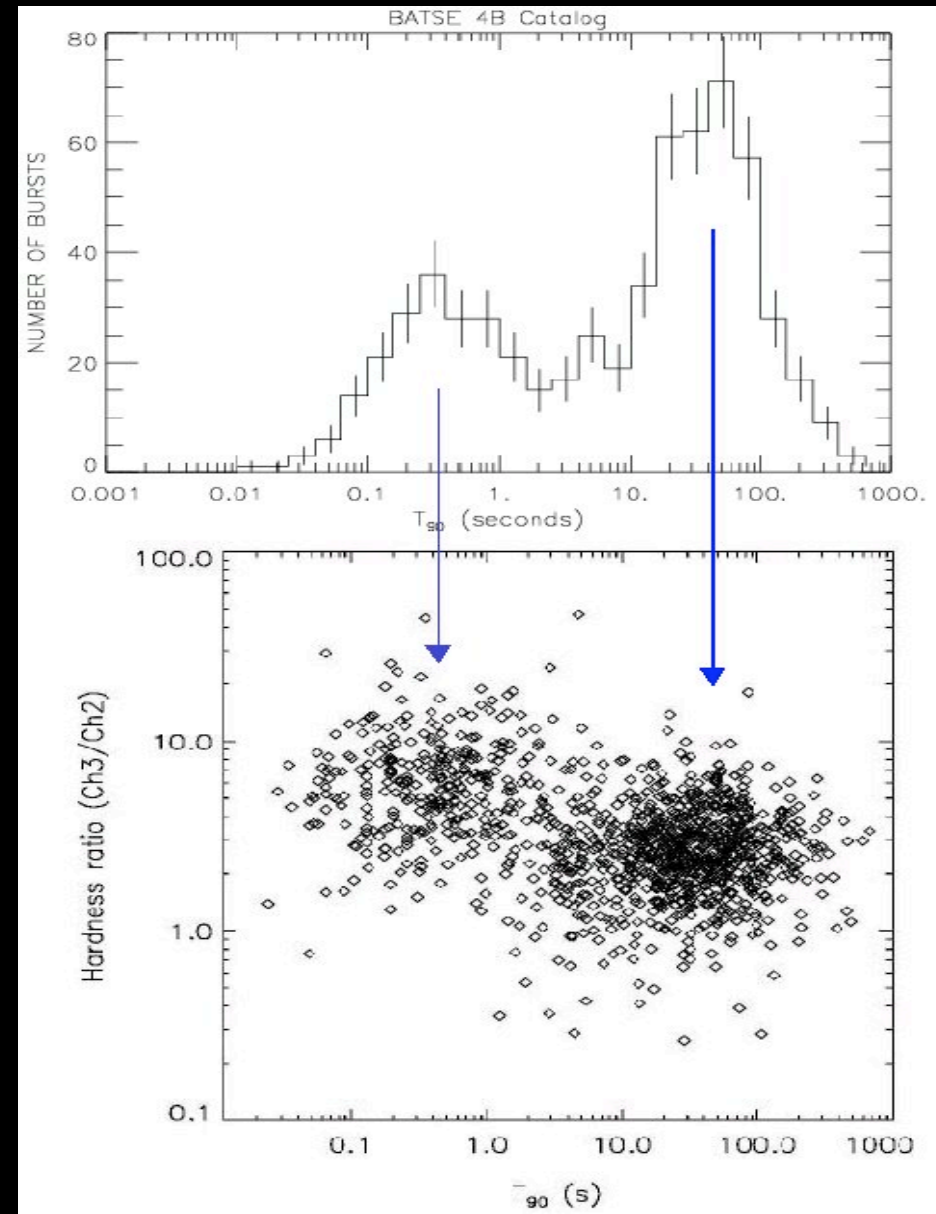 BATSE 4B Catalog
NUMBER OF BURSTS
80
60
40
20
0
0.001 0.01 0.1 1. 10. 100. 1000.
T₉₀ (seconds)
Hardness ratio (Ch3/Ch2)
100.0
10.0
1.0
0.1
0.1 1.0 10.0 100.0 1000
₉₀ (s)